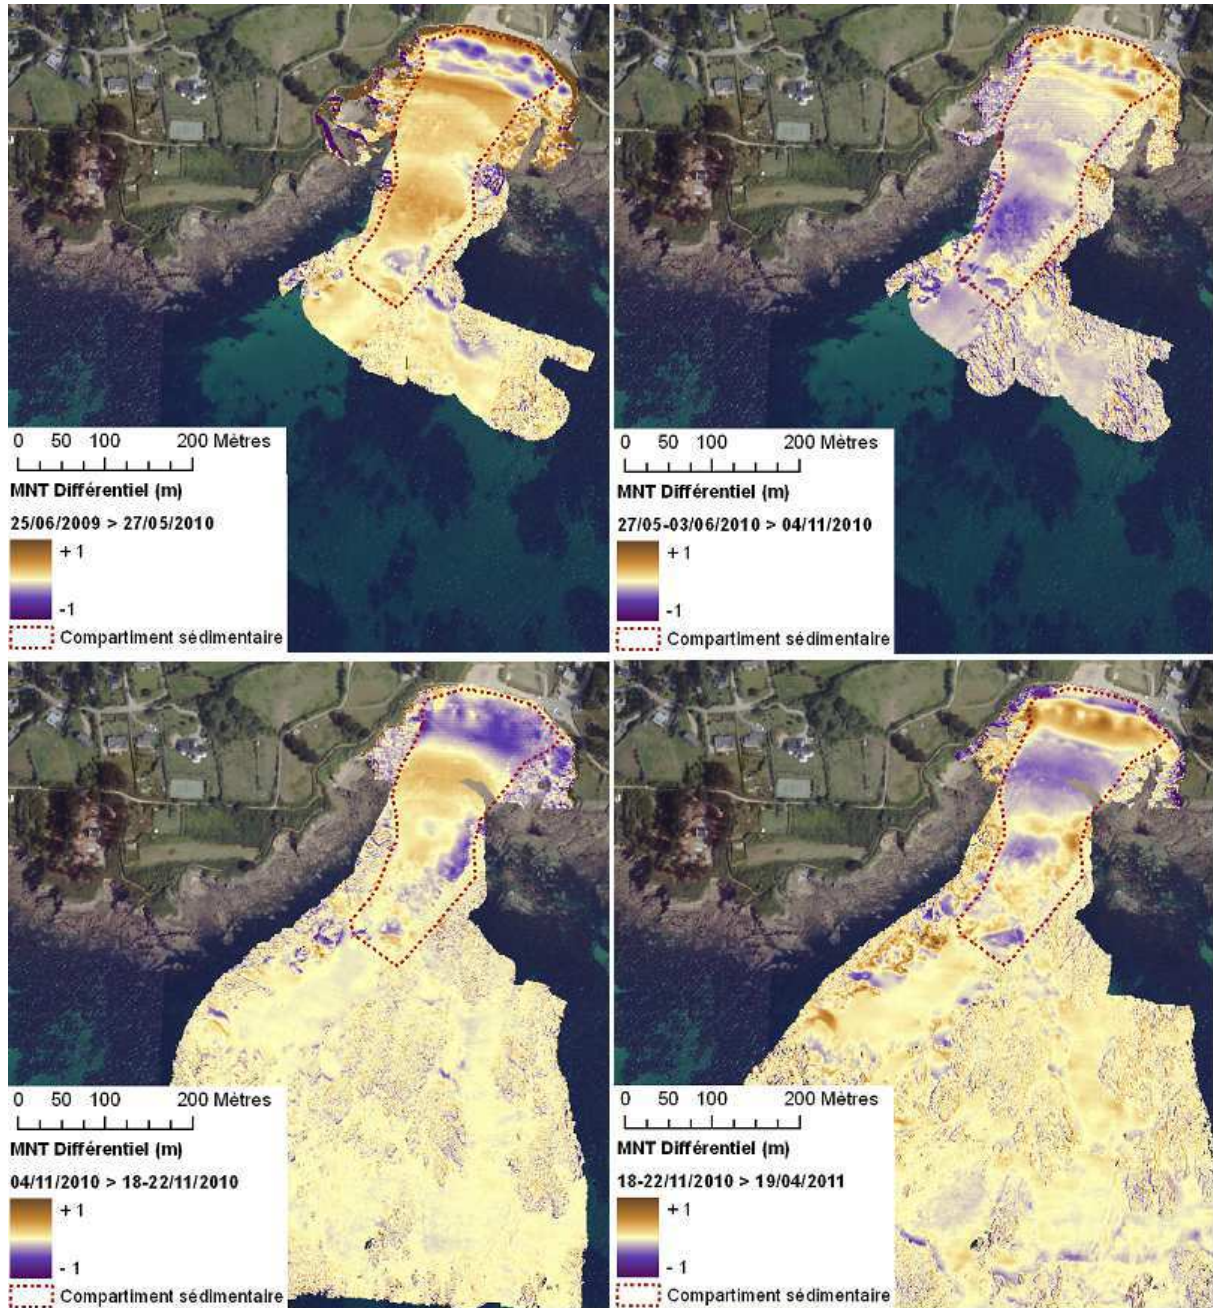 0 50 100 200 Mètres
MNT Différentiel (m)
25/06/2009 > 27/05/2010
+ 1
-1
Compartiment sédimentaire
0 50 100 200 Mètres
MNT Différentiel (m)
27/05-03/06/2010 > 04/11/2010
+ 1
-1
Compartiment sédimentaire
0 50 100 200 Mètres
MNT Différentiel (m)
04/11/2010 > 18-22/11/2010
+ 1
- 1
Compartiment sédimentaire
0 50 100 200 Mètres
MNT Différentiel (m)
18-22/11/2010 > 19/04/2011
+ 1
- 1
Compartiment sédimentaire